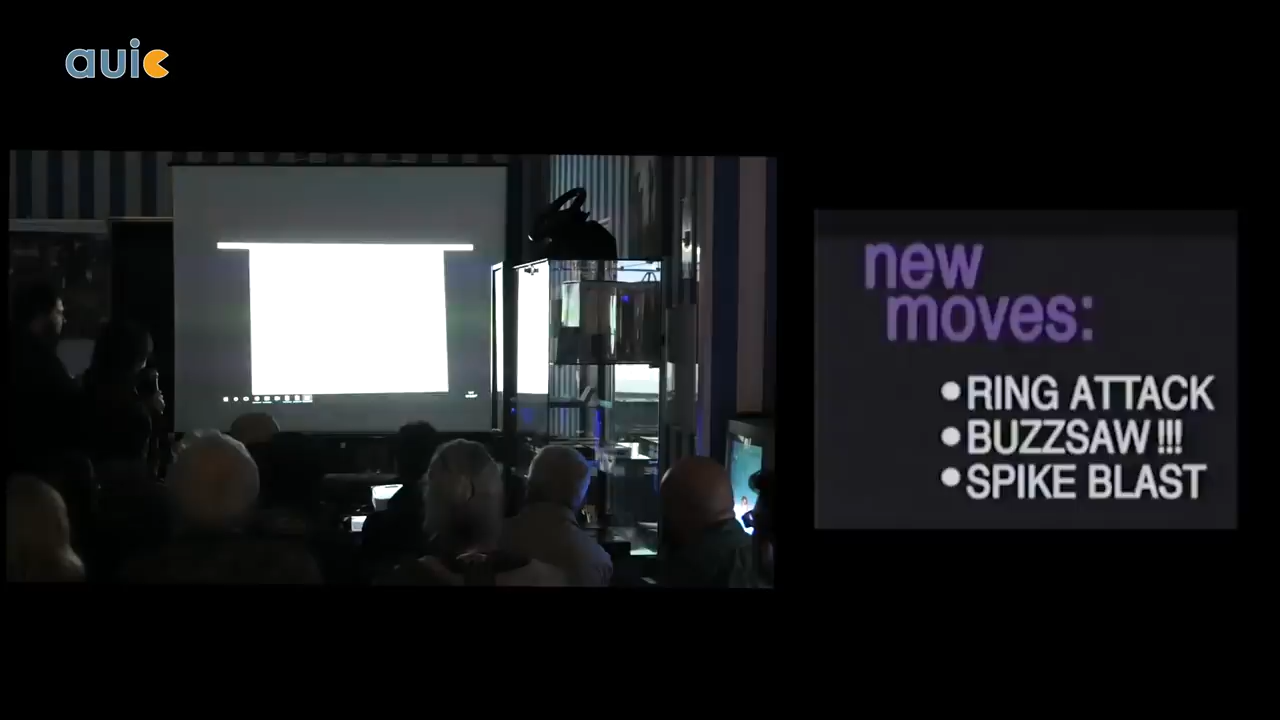 auic
new
moves:
•RING ATTACK
•BUZZSAW !!!
•SPIKE BLAST